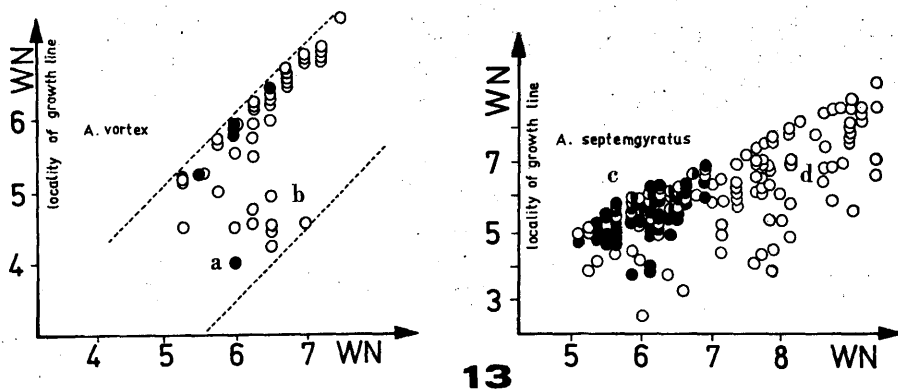 WN
locality of growth line
A. vortex
6
5
4
a
b
4 5 6 7 WN
WN
locality of growth line
A. septemgyratus
7
5
3
c
d
5 6 7 8 WN
13